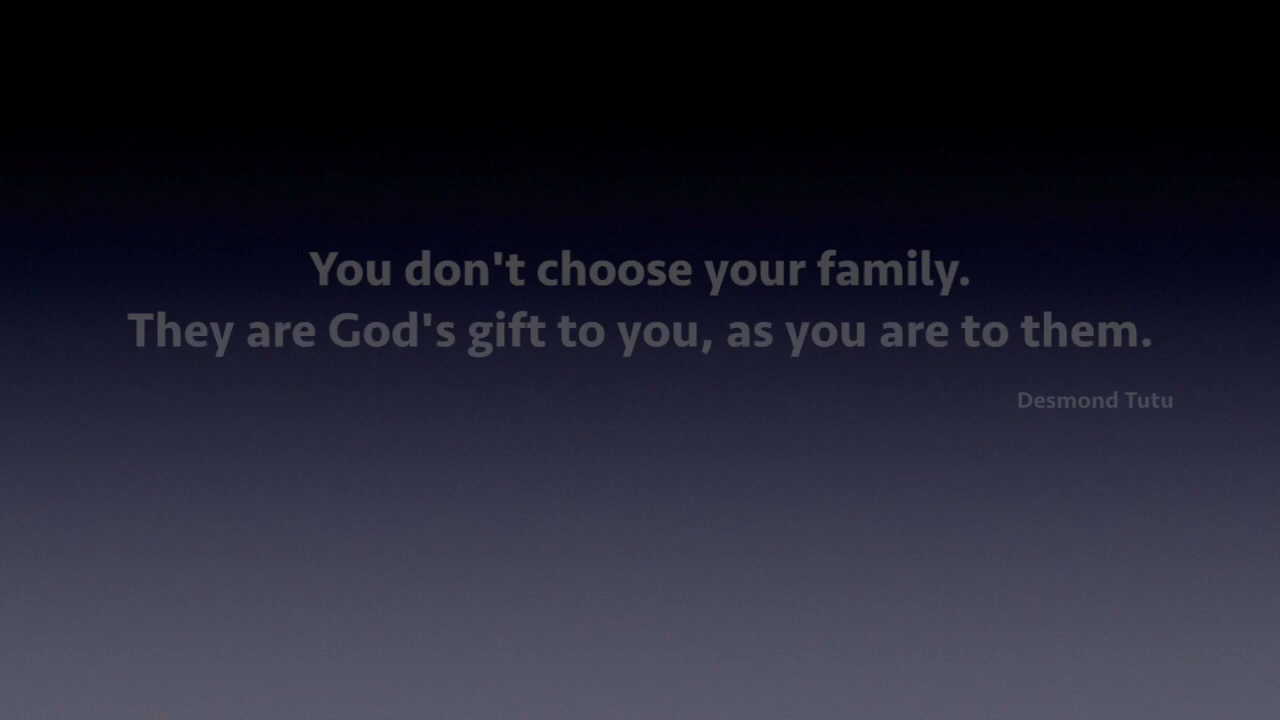 You don't choose your family.
They are God's gift to you, as you are to them.
Desmond Tutu